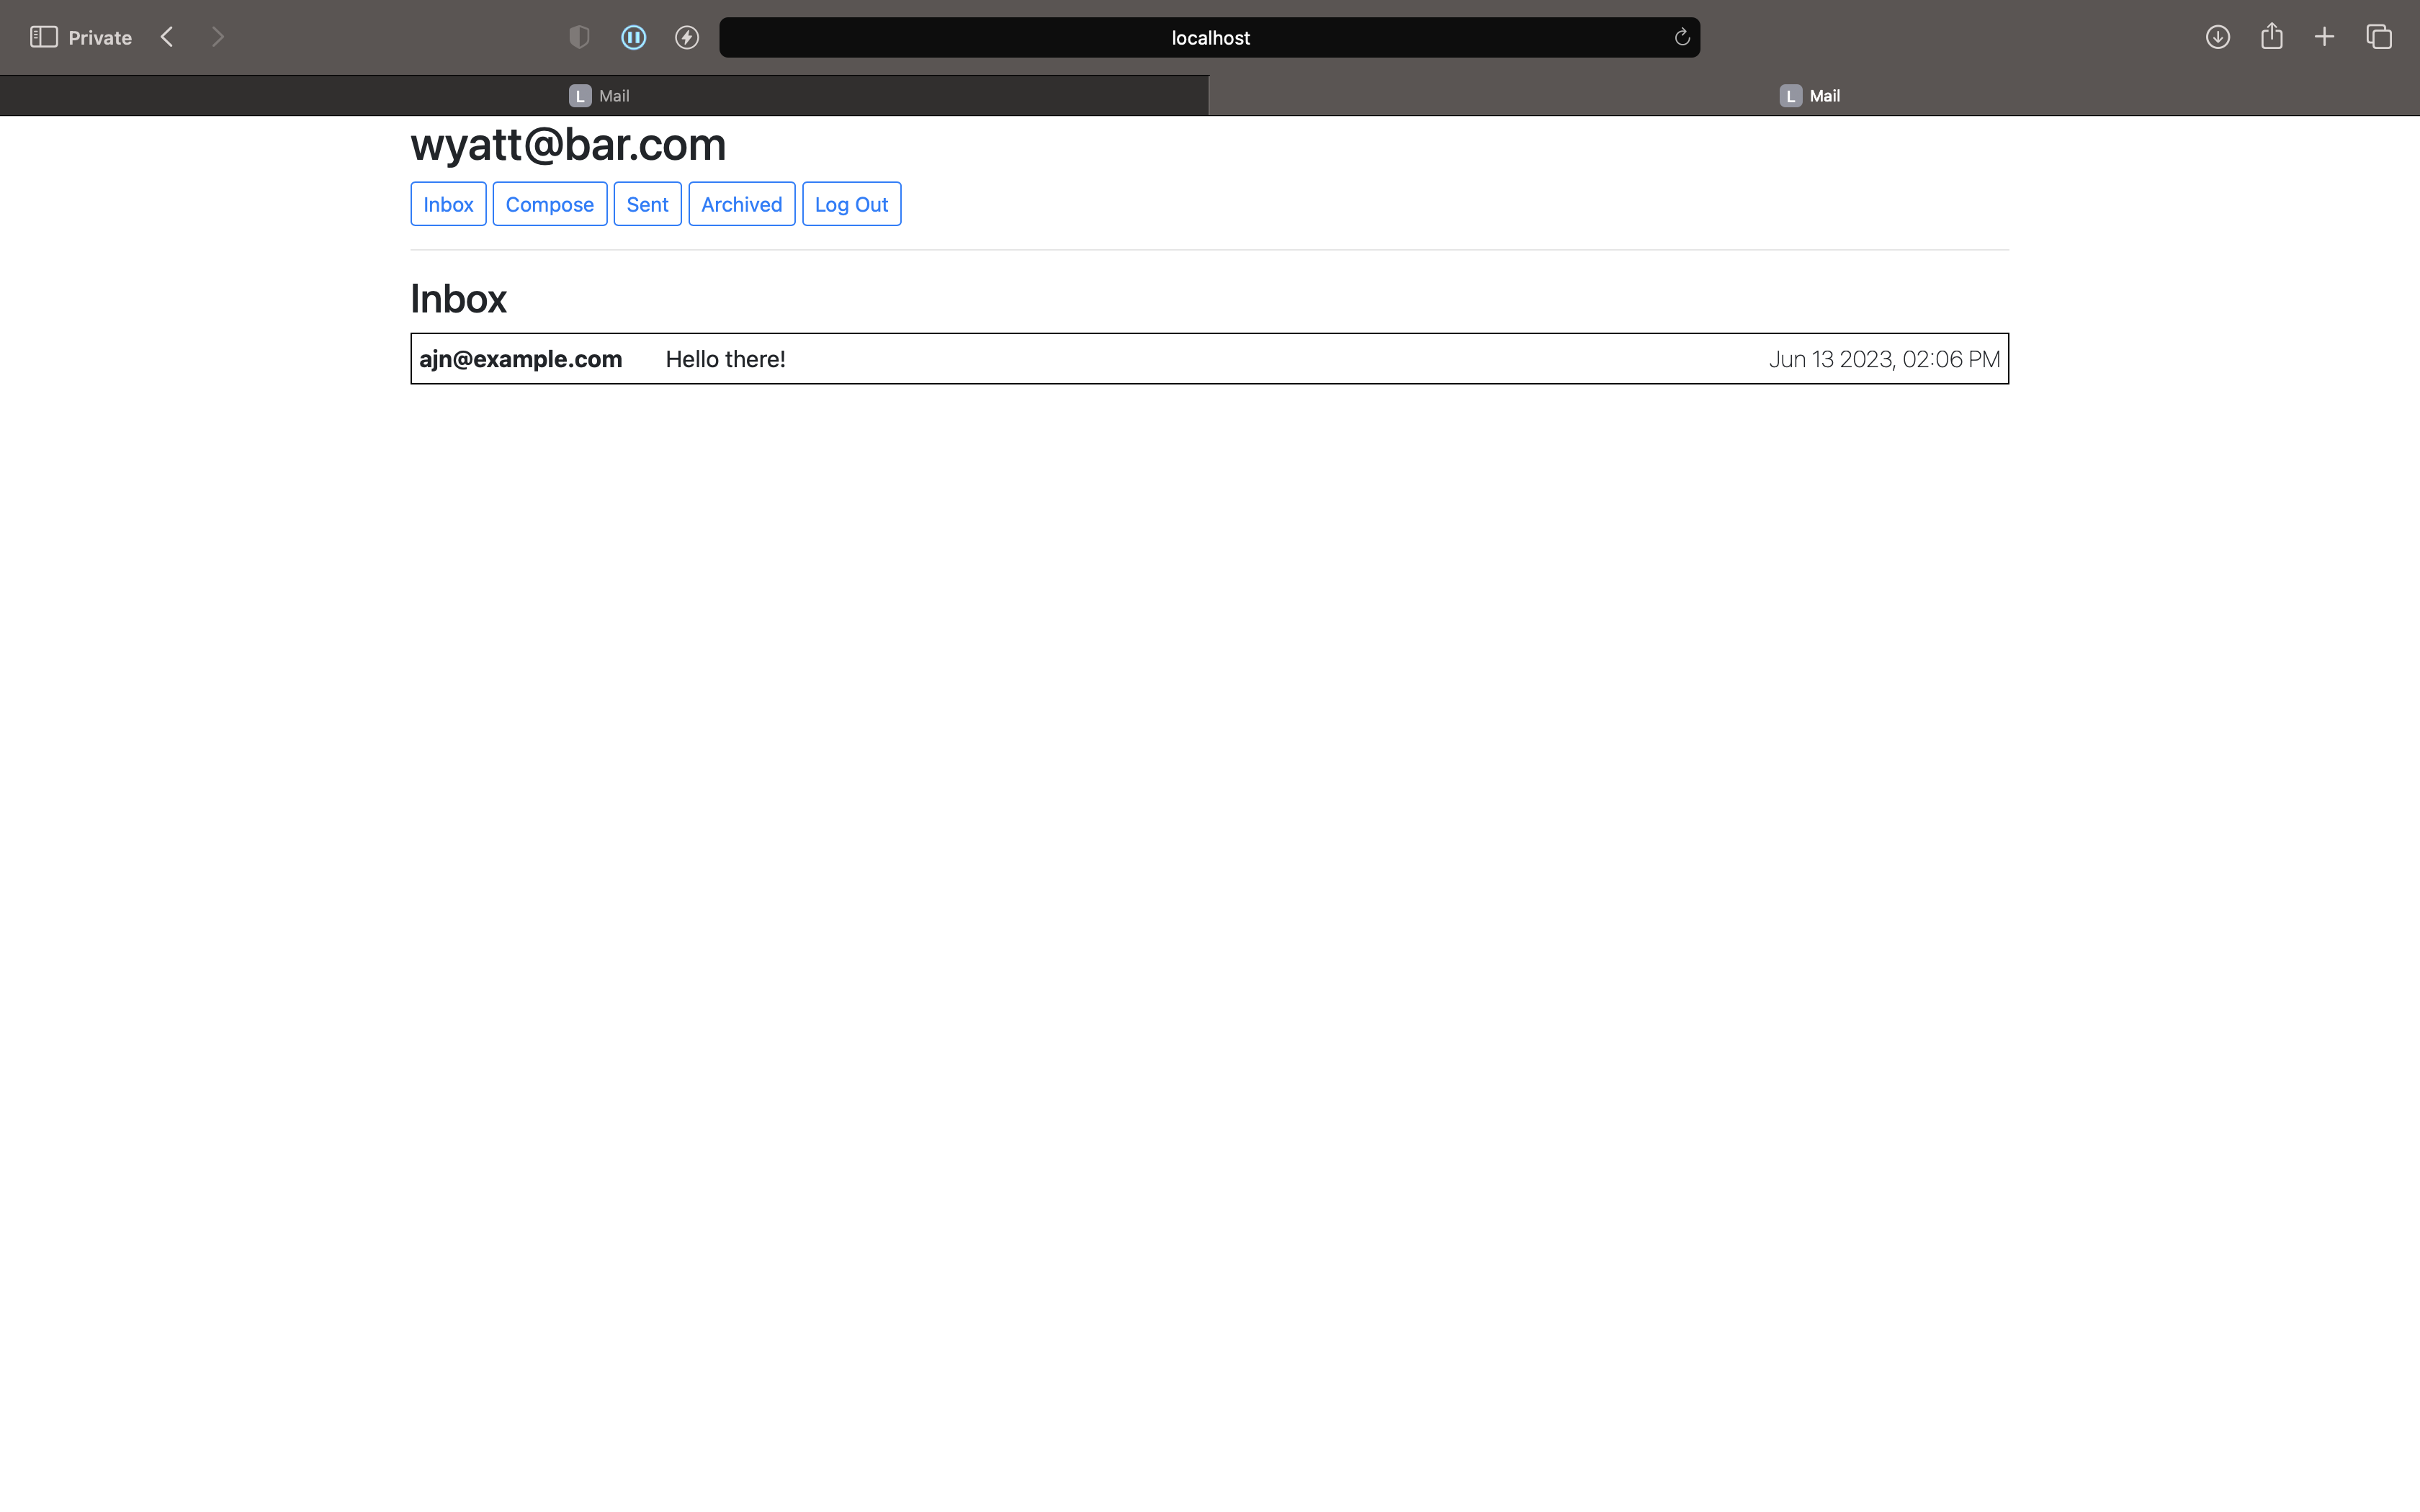 Private
localhost
L Mail
L Mail
wyatt@bar.com
Inbox Compose Sent Archived Log Out
Inbox
ajn@example.com Hello there! Jun 13 2023, 02:06 PM